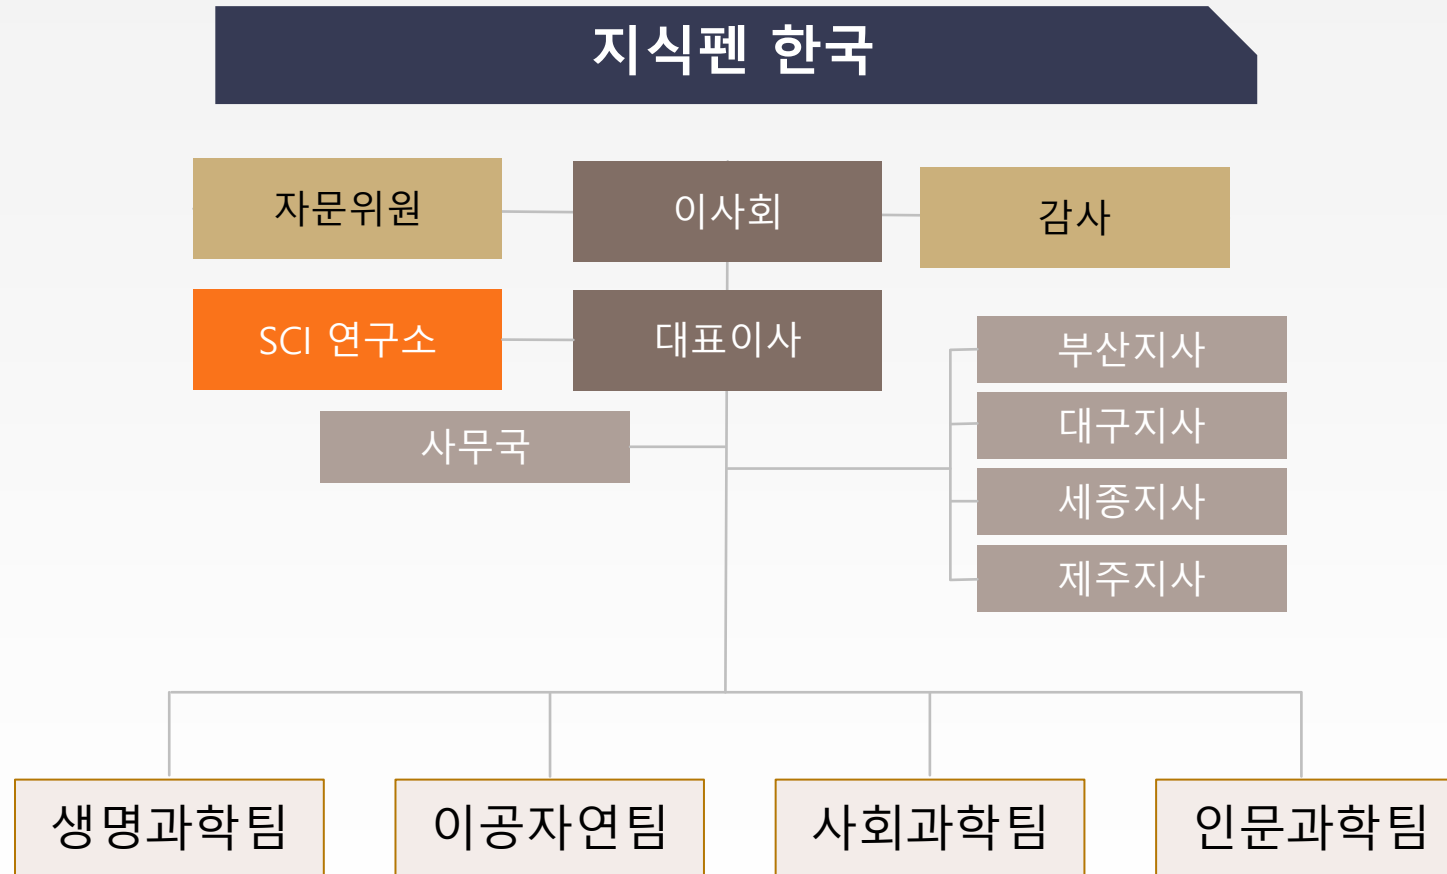 지식펜 한국
자문위원
이사회
감사
SCI 연구소
대표이사
부산지사
사무국
대구지사
세종지사
제주지사
생명과학팀
이공자연팀
사회과학팀
인문과학팀